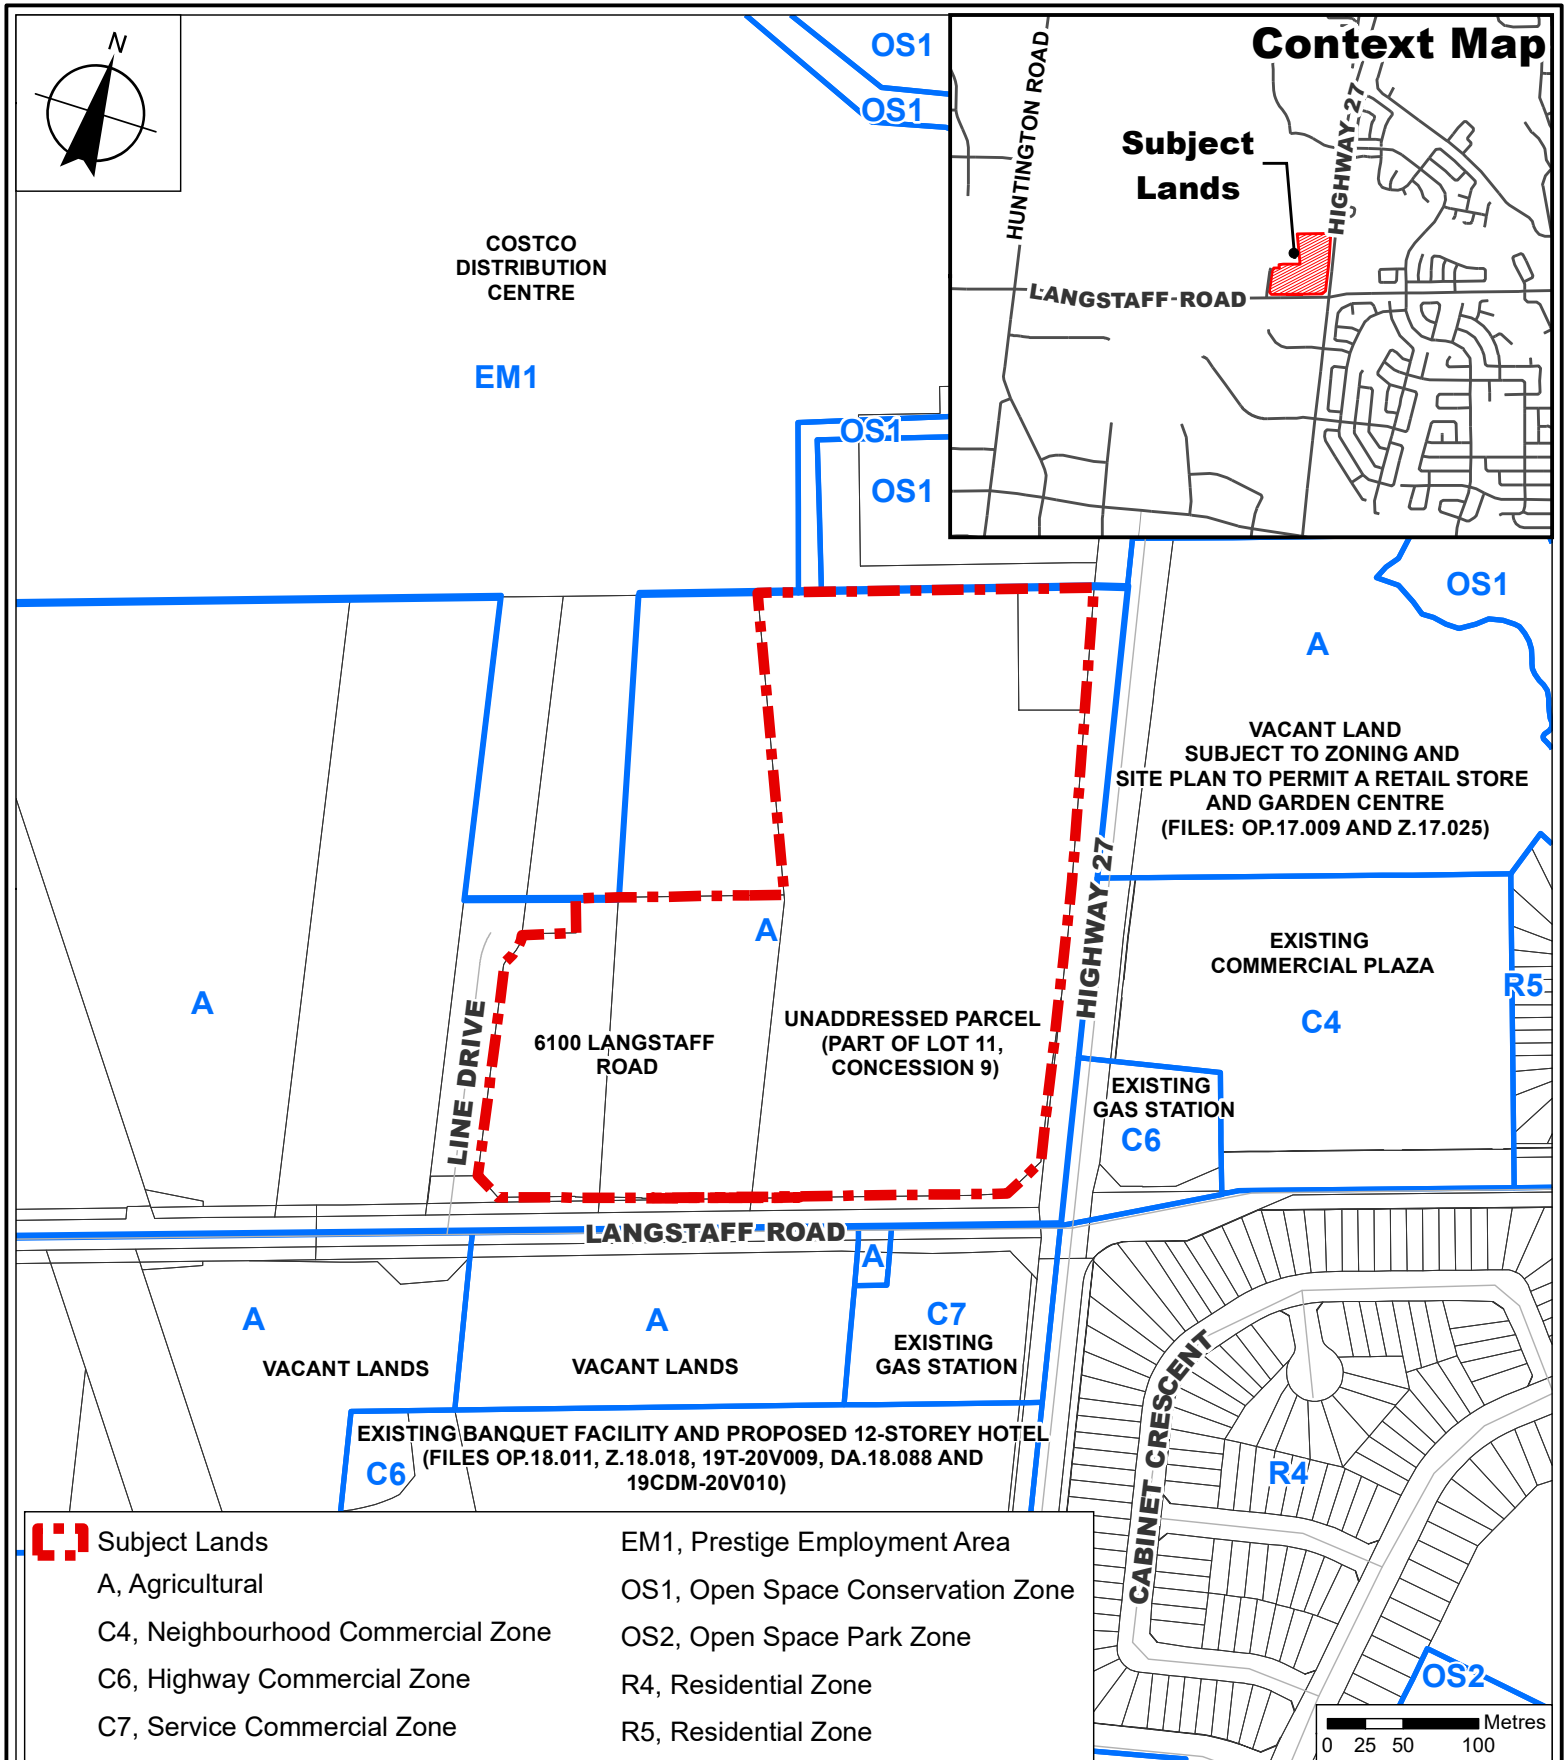 N
Context Map
HUNTINGTON ROAD
HIGHWAY 27
Subject
Lands
LANGSTAFF ROAD
OS1
OS1
COSTCO
DISTRIBUTION
CENTRE
EM1
OS1
OS1
OS1
A
VACANT LAND
SUBJECT TO ZONING AND
SITE PLAN TO PERMIT A RETAIL STORE
AND GARDEN CENTRE
(FILES: OP.17.009 AND Z.17.025)
HIGHWAY 27
A
EXISTING
COMMERCIAL PLAZA
R5
C4
A
LINE DRIVE
6100 LANGSTAFF
ROAD
UNADDRESSED PARCEL
(PART OF LOT 11,
CONCESSION 9)
EXISTING
GAS STATION
C6
LANGSTAFF ROAD
A
A
VACANT LANDS
A
VACANT LANDS
C7
EXISTING
GAS STATION
EXISTING BANQUET FACILITY AND PROPOSED 12-STOREY HOTEL
(FILES OP.18.011, Z.18.018, 19T-20V009, DA.18.088 AND
19CDM-20V010)
C6
CABINET CRESCENT
R4
OS2
Subject Lands
A, Agricultural
C4, Neighbourhood Commercial Zone
C6, Highway Commercial Zone
C7, Service Commercial Zone
EM1, Prestige Employment Area
OS1, Open Space Conservation Zone
OS2, Open Space Park Zone
R4, Residential Zone
R5, Residential Zone
Metres
0 25 50 100